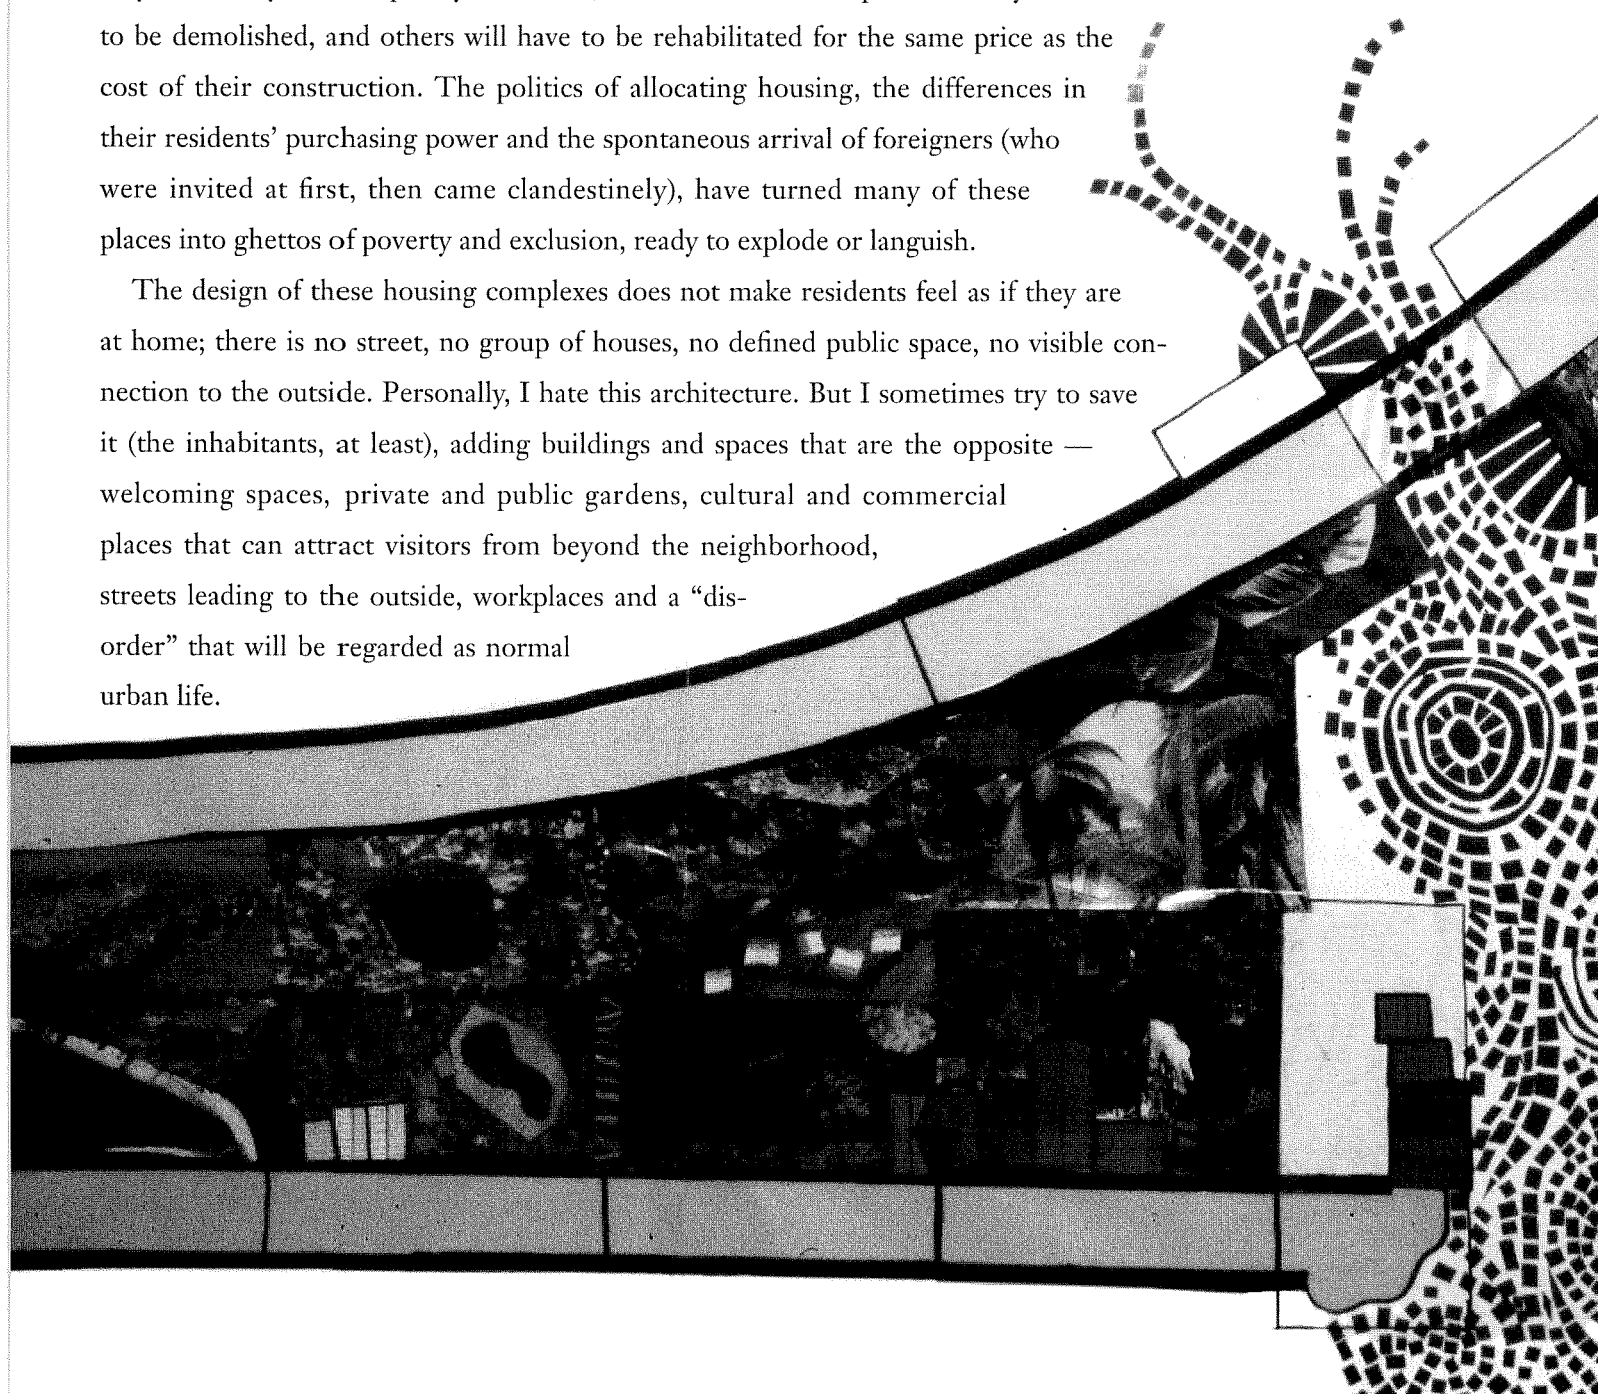 to be demolished, and others will have to be rehabilitated for the same price as the
cost of their construction. The politics of allocating housing, the differences in
their residents’ purchasing power and the spontaneous arrival of foreigners (who
were invited at first, then came clandestinely), have turned many of these
places into ghettos of poverty and exclusion, ready to explode or languish.
The design of these housing complexes does not make residents feel as if they are
at home; there is no street, no group of houses, no defined public space, no visible con-
nection to the outside. Personally, I hate this architecture. But I sometimes try to save
it (the inhabitants, at least), adding buildings and spaces that are the opposite —
welcoming spaces, private and public gardens, cultural and commercial
places that can attract visitors from beyond the neighborhood,
streets leading to the outside, workplaces and a “dis-
order” that will be regarded as normal
urban life.